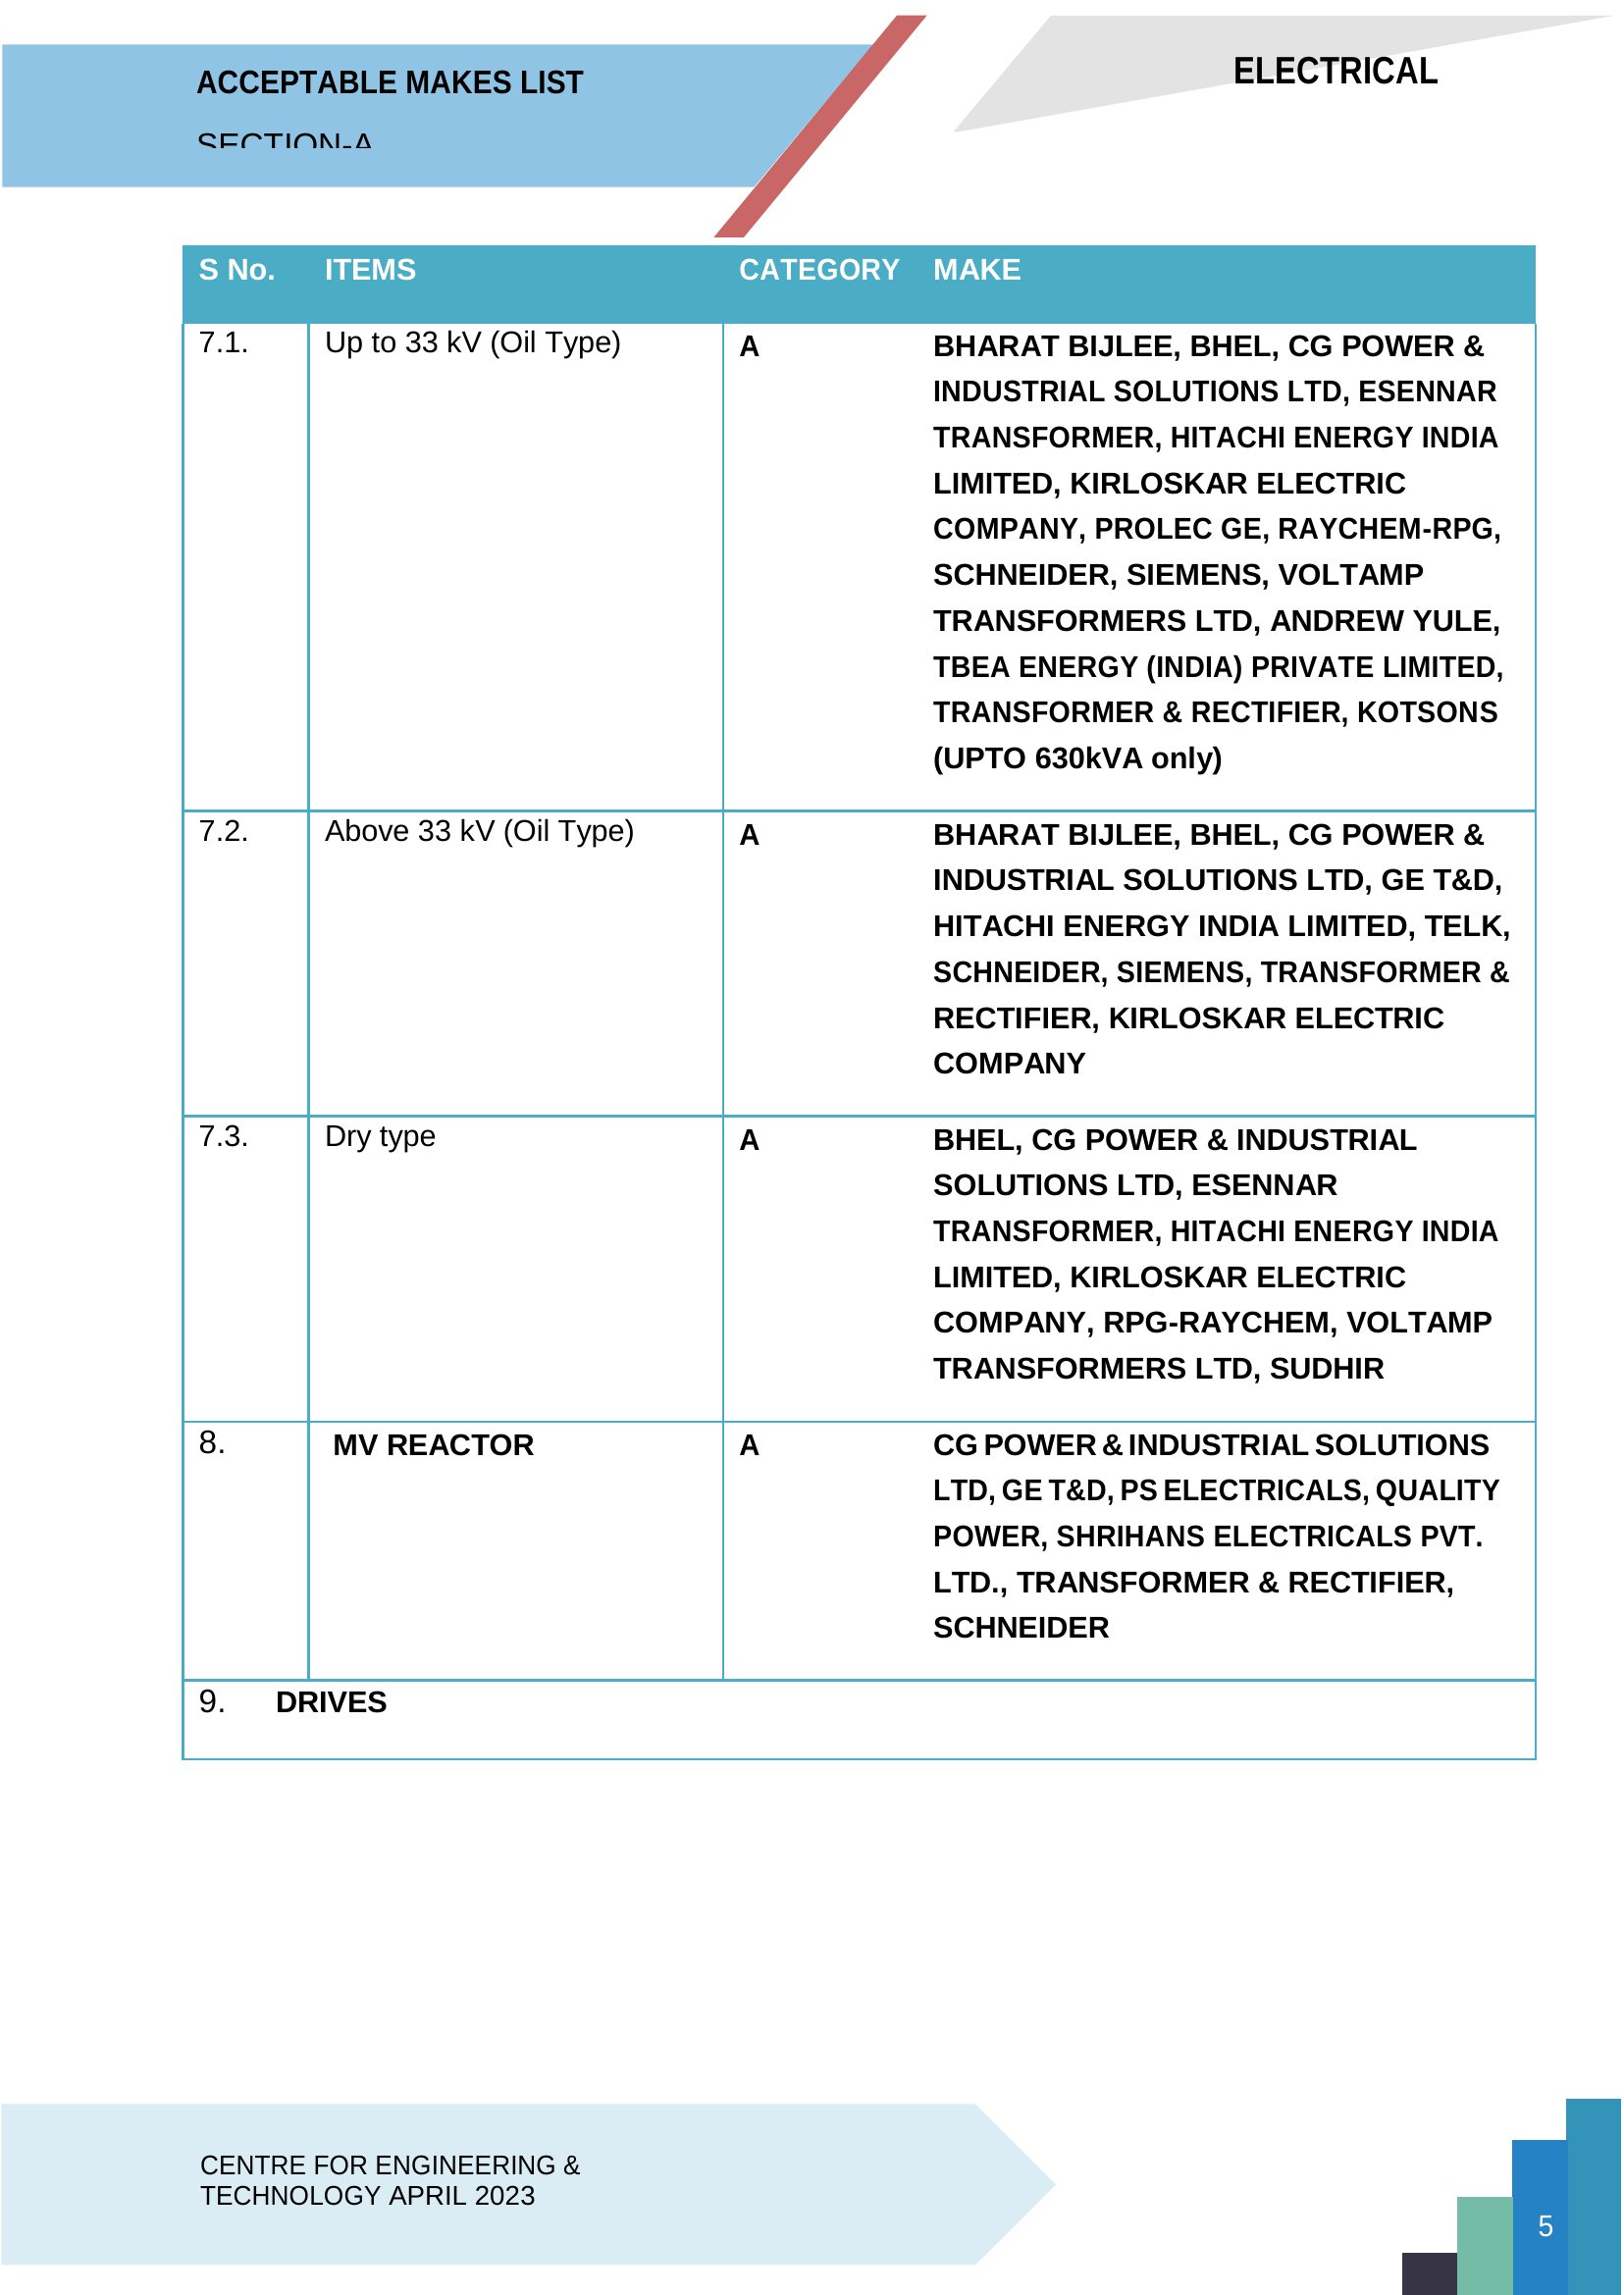 ACCEPTABLE MAKES LIST
ELECTRICAL
SECTION-A
S No. ITEMS CATEGORY MAKE
7.1. Up to 33 kV (Oil Type) A BHARAT BIJLEE, BHEL, CG POWER &
INDUSTRIAL SOLUTIONS LTD, ESENNAR
TRANSFORMER, HITACHI ENERGY INDIA
LIMITED, KIRLOSKAR ELECTRIC
COMPANY, PROLEC GE, RAYCHEM-RPG,
SCHNEIDER, SIEMENS, VOLTAMP
TRANSFORMERS LTD, ANDREW YULE,
TBEA ENERGY (INDIA) PRIVATE LIMITED,
TRANSFORMER & RECTIFIER, KOTSONS
(UPTO 630kVA only)
7.2. Above 33 kV (Oil Type) A BHARAT BIJLEE, BHEL, CG POWER &
INDUSTRIAL SOLUTIONS LTD, GE T&D,
HITACHI ENERGY INDIA LIMITED, TELK,
SCHNEIDER, SIEMENS, TRANSFORMER &
RECTIFIER, KIRLOSKAR ELECTRIC
COMPANY
7.3. Dry type A BHEL, CG POWER & INDUSTRIAL
SOLUTIONS LTD, ESENNAR
TRANSFORMER, HITACHI ENERGY INDIA
LIMITED, KIRLOSKAR ELECTRIC
COMPANY, RPG-RAYCHEM, VOLTAMP
TRANSFORMERS LTD, SUDHIR
8. MV REACTOR A CG POWER & INDUSTRIAL SOLUTIONS
LTD, GE T&D, PS ELECTRICALS, QUALITY
POWER, SHRIHANS ELECTRICALS PVT.
LTD., TRANSFORMER & RECTIFIER,
SCHNEIDER
9. DRIVES
CENTRE FOR ENGINEERING &
TECHNOLOGY APRIL 2023
5